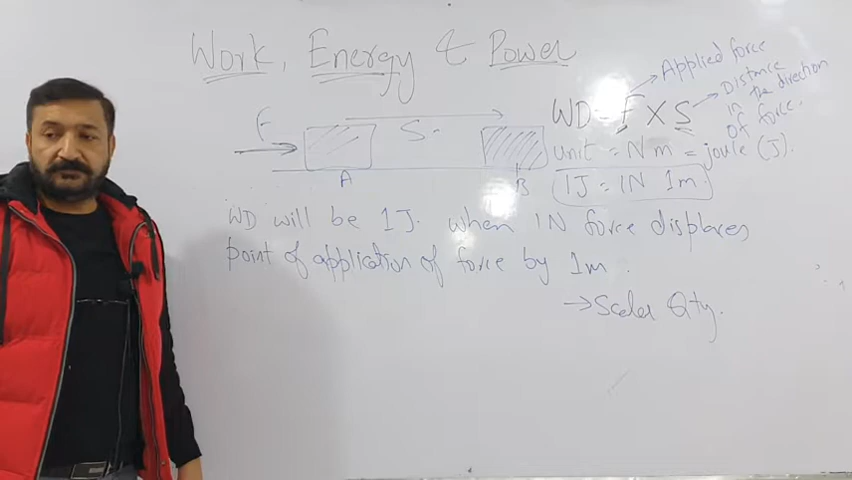 Work, Energy & Power
Applied force
Distance
in the direction
of force.
F
S
A
B
WD = F X S
unit = Nm = joule (J).
1J = 1N 1m.
WD will be 1J. when 1N force displaces
point of application of force by 1m.
→ Scalar Qty.